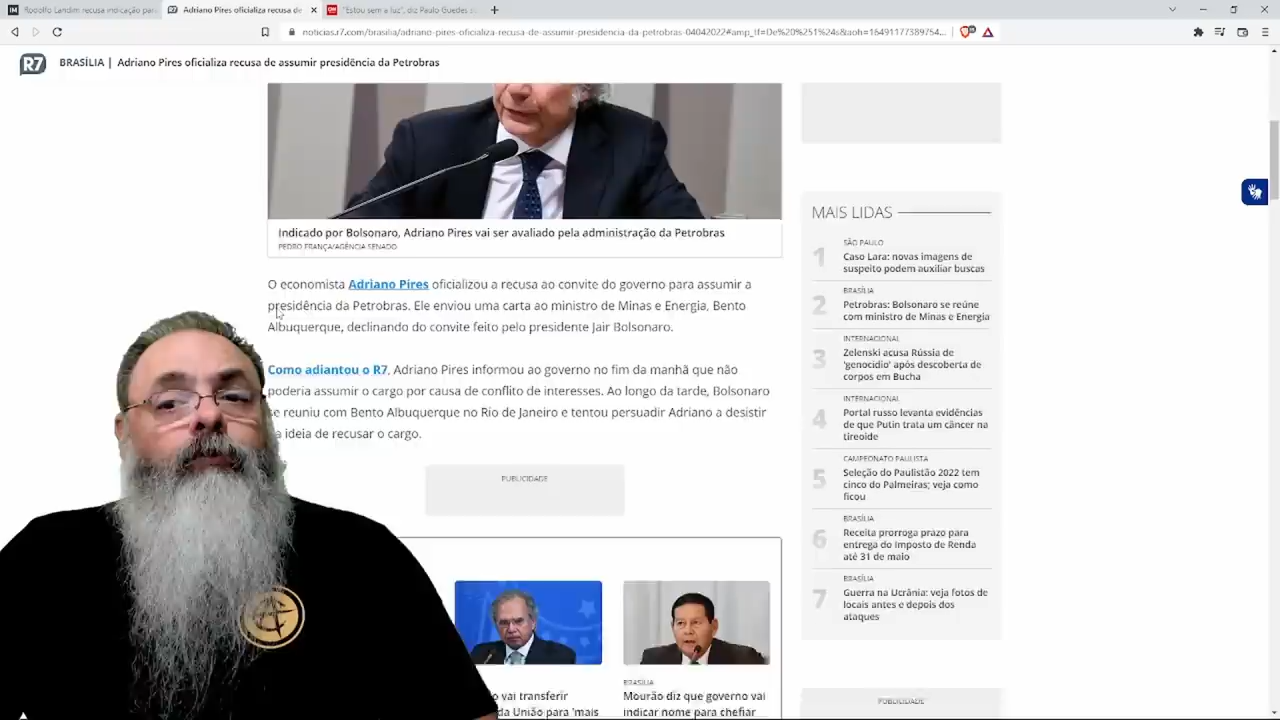 Rodolfo Landim recusa indicação para
Adriano Pires oficializa recusa de
"Estou sem a luz", diz Paulo Guedes s
noticias.r7.com/brasilia/adriano-pires-oficializa-recusa-de-assumir-presidencia-da-petrobras-04042022#amp_tf=De%20%251%24s&aoh=16491177389754...
R7
BRASÍLIA | Adriano Pires oficializa recusa de assumir presidência da Petrobras
Indicado por Bolsonaro, Adriano Pires vai ser avaliado pela administração da Petrobras
PEDRO FRANÇA/AGÊNCIA SENADO
O economista Adriano Pires oficializou a recusa ao convite do governo para assumir a
presidência da Petrobras. Ele enviou uma carta ao ministro de Minas e Energia, Bento
Albuquerque, declinando do convite feito pelo presidente Jair Bolsonaro.
Como adiantou o R7, Adriano Pires informou ao governo no fim da manhã que não
poderia assumir o cargo por causa de conflito de interesses. Ao longo da tarde, Bolsonaro
se reuniu com Bento Albuquerque no Rio de Janeiro e tentou persuadir Adriano a desistir
a ideia de recusar o cargo.
PUBLICIDADE
vai transferir
da União para 'mais
BRASÍLIA
Mourão diz que governo vai
indicar nome para chefiar
MAIS LIDAS
1
SÃO PAULO
Caso Lara: novas imagens de
suspeito podem auxiliar buscas
2
BRASÍLIA
Petrobras: Bolsonaro se reúne
com ministro de Minas e Energia
3
INTERNACIONAL
Zelenski acusa Rússia de
'genocídio' após descoberta de
corpos em Bucha
4
INTERNACIONAL
Portal russo levanta evidências
de que Putin trata um câncer na
tireoide
5
CAMPEONATO PAULISTA
Seleção do Paulistão 2022 tem
cinco do Palmeiras; veja como
ficou
6
BRASÍLIA
Receita prorroga prazo para
entrega do Imposto de Renda
até 31 de maio
7
BRASÍLIA
Guerra na Ucrânia: veja fotos de
locais antes e depois dos
ataques
PUBLICIDADE